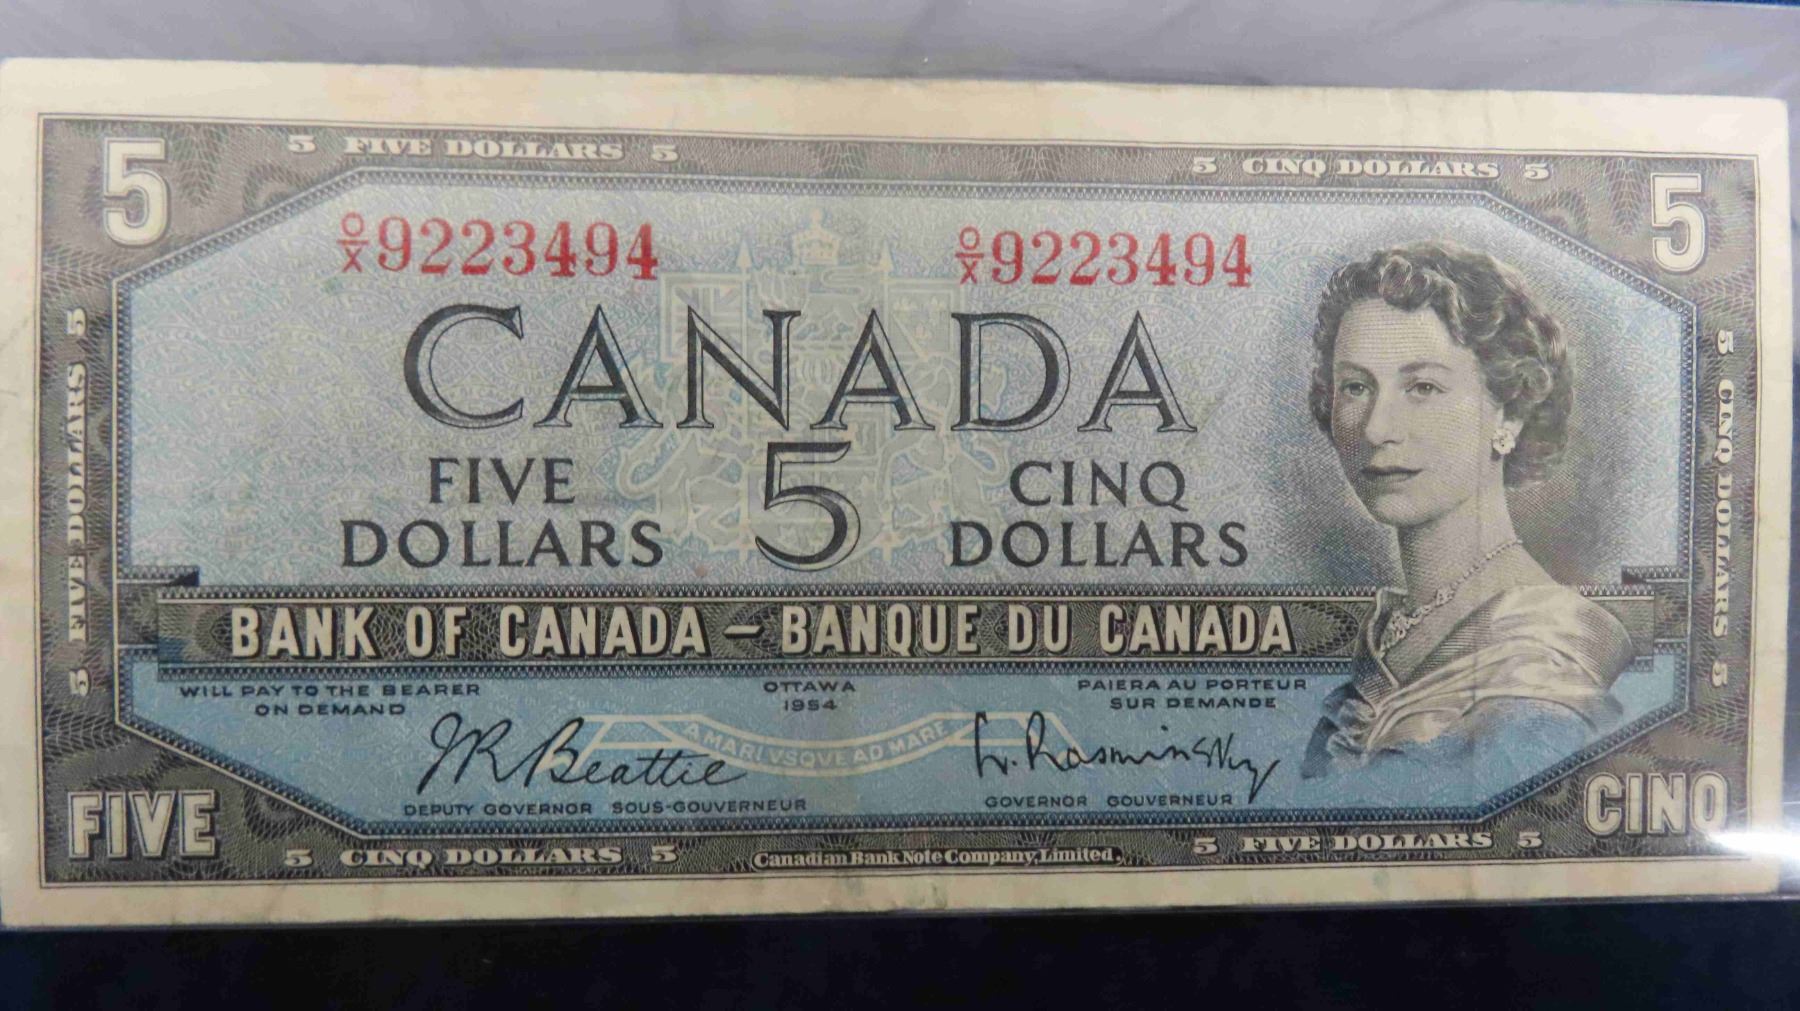 5 FIVE DOLLARS 5
5 CINQ DOLLARS 5
5
5
O/X 9223494
O/X 9223494
CANADA
FIVE DOLLARS
5
CINQ DOLLARS
5 FIVE DOLLARS 5
5 CINQ DOLLARS 5
BANK OF CANADA – BANQUE DU CANADA
WILL PAY TO THE BEARER
ON DEMAND
OTTAWA
1954
PAIERA AU PORTEUR
SUR DEMANDE
A MARI VSQVE AD MARE
JR Beattie
L. Rasminsky
DEPUTY GOVERNOR SOUS-GOUVERNEUR
GOVERNOR GOUVERNEUR
FIVE
CINQ
5 CINQ DOLLARS 5
Canadian Bank Note Company, Limited.
5 FIVE DOLLARS 5